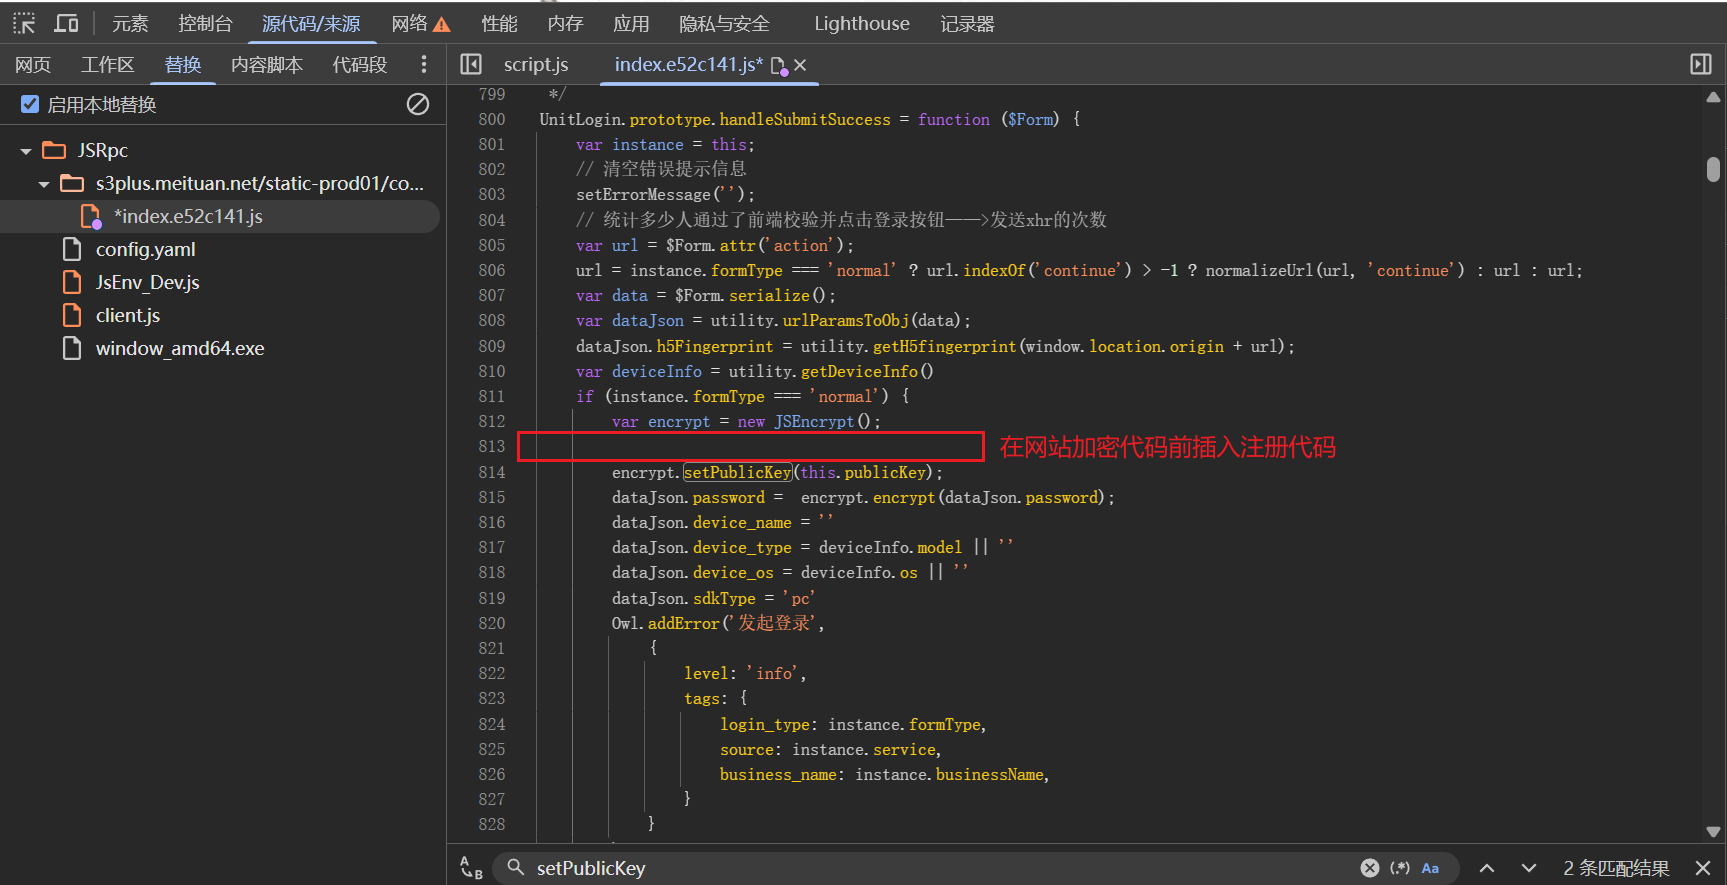 元素 控制台 源代码/来源 网络 性能 内存 应用 隐私与安全 Lighthouse 记录器
网页 工作区 替换 内容脚本 代码段 script.js index.e52c141.js*
启用本地替换
JSRpc
s3plus.meituan.net/static-prod01/co...
*index.e52c141.js
config.yaml
JsEnv_Dev.js
client.js
window_amd64.exe
799 */
800 UnitLogin.prototype.handleSubmitSuccess = function ($Form) {
801 var instance = this;
802 // 清空错误提示信息
803 setErrorMessage('');
804 // 统计多少人通过了前端校验并点击登录按钮——>发送xhr的次数
805 var url = $Form.attr('action');
806 url = instance.formType === 'normal' ? url.indexOf('continue') > -1 ? normalizeUrl(url, 'continue') : url : url;
807 var data = $Form.serialize();
808 var dataJson = utility.urlParamsToObj(data);
809 dataJson.h5Fingerprint = utility.getH5fingerprint(window.location.origin + url);
810 var deviceInfo = utility.getDeviceInfo()
811 if (instance.formType === 'normal') {
812 var encrypt = new JSEncrypt();
813 在网站加密代码前插入注册代码
814 encrypt.setPublicKey(this.publicKey);
815 dataJson.password = encrypt.encrypt(dataJson.password);
816 dataJson.device_name = ''
817 dataJson.device_type = deviceInfo.model || ''
818 dataJson.device_os = deviceInfo.os || ''
819 dataJson.sdkType = 'pc'
820 Owl.addError('发起登录',
821 {
822 level: 'info',
823 tags: {
824 login_type: instance.formType,
825 source: instance.service,
826 business_name: instance.businessName,
827 }
828 }
A B setPublicKey (.*) Aa 2 条匹配结果